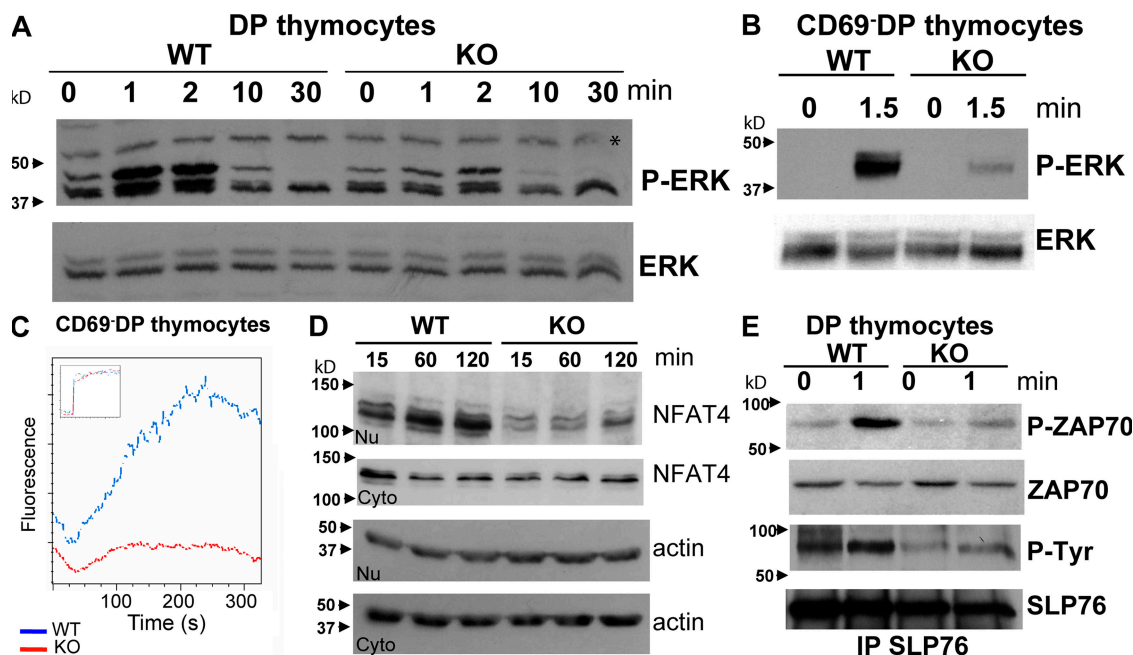 A
DP thymocytes
WT KO
kD 0 1 2 10 30 0 1 2 10 30 min
*
50
P-ERK
37
ERK
B
CD69-DP thymocytes
WT KO
0 1.5 0 1.5 min
kD
50
P-ERK
37
ERK
C
CD69-DP thymocytes
Fluorescence
100 200 300
Time (s)
WT
KO
D
WT KO
15 60 120 15 60 120 min
kD
150
NFAT4
100
Nu
150
NFAT4
100
Cyto
50
37
actin
Nu
50
37
actin
Cyto
E
DP thymocytes
WT KO
0 1 0 1 min
kD
100
P-ZAP70
50
ZAP70
100
P-Tyr
50
SLP76
IP SLP76